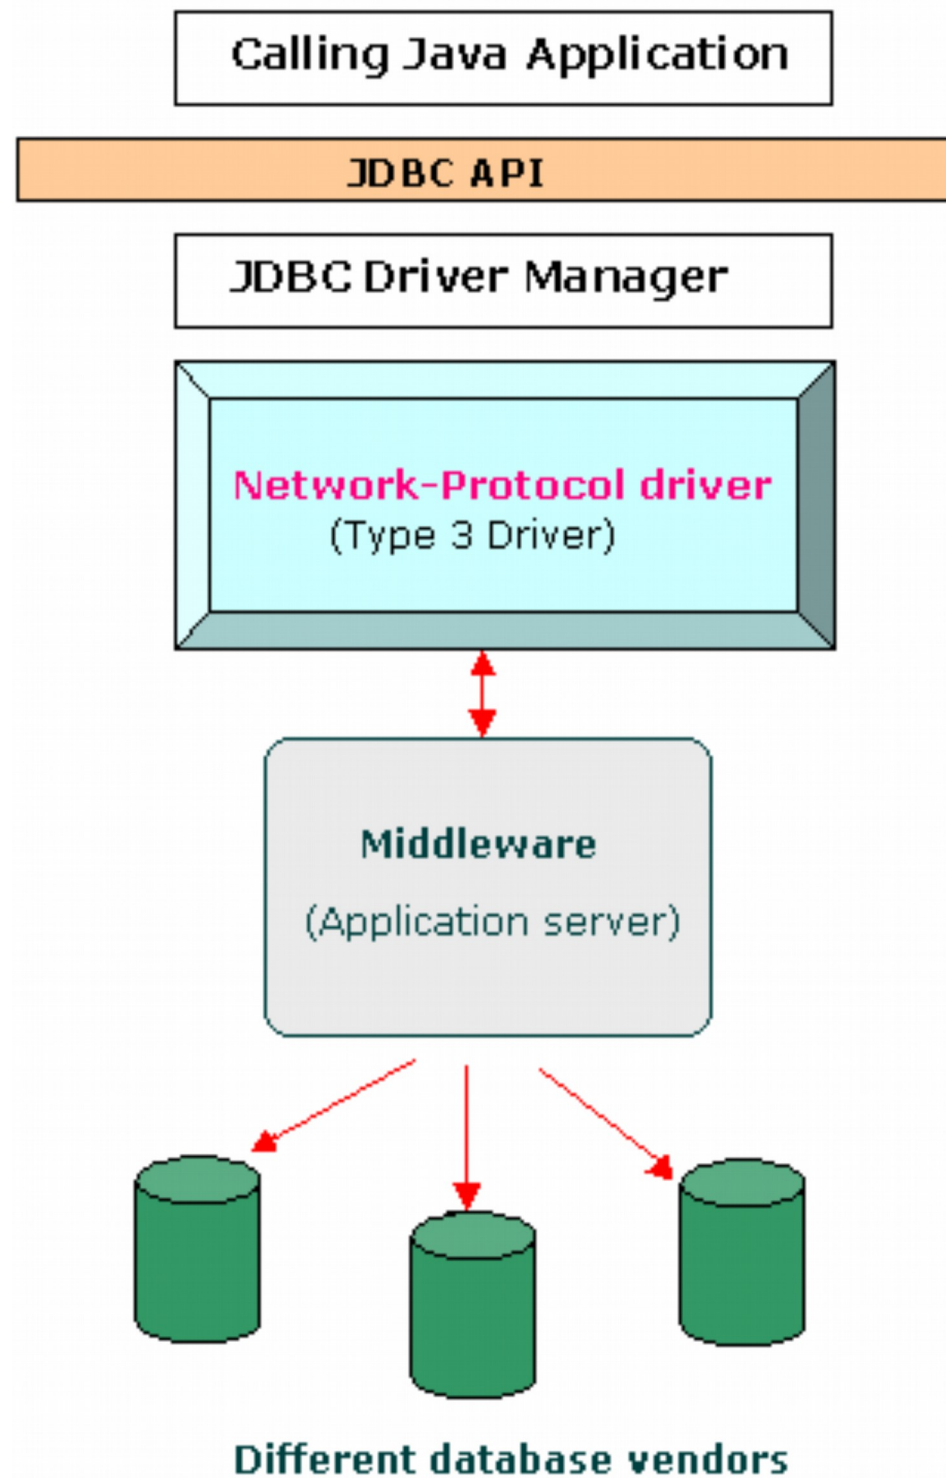 Calling Java Application
JDBC API
JDBC Driver Manager
Network-Protocol driver
(Type 3 Driver)
Middleware
(Application server)
Different database vendors